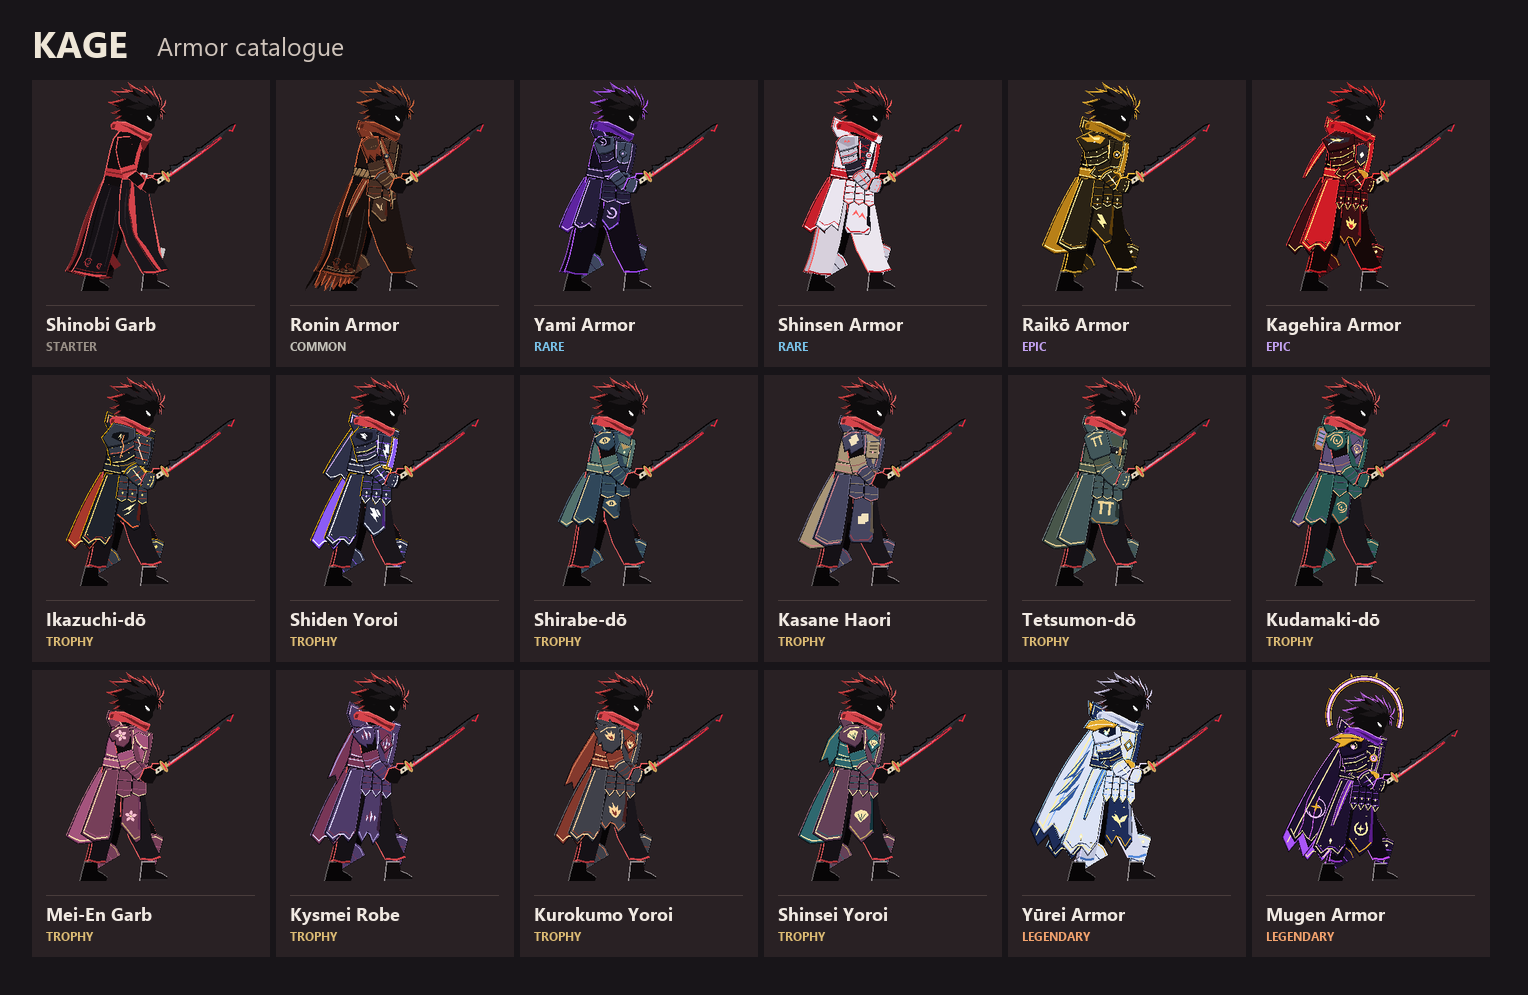 KAGE Armor catalogue
Shinobi Garb
STARTER
Ronin Armor
COMMON
Yami Armor
RARE
Shinsen Armor
RARE
Raikō Armor
EPIC
Kagehira Armor
EPIC
Ikazuchi-dō
TROPHY
Shiden Yoroi
TROPHY
Shirabe-dō
TROPHY
Kasane Haori
TROPHY
Tetsumon-dō
TROPHY
Kudamaki-dō
TROPHY
Mei-En Garb
TROPHY
Kysmei Robe
TROPHY
Kurokumo Yoroi
TROPHY
Shinsei Yoroi
TROPHY
Yūrei Armor
LEGENDARY
Mugen Armor
LEGENDARY